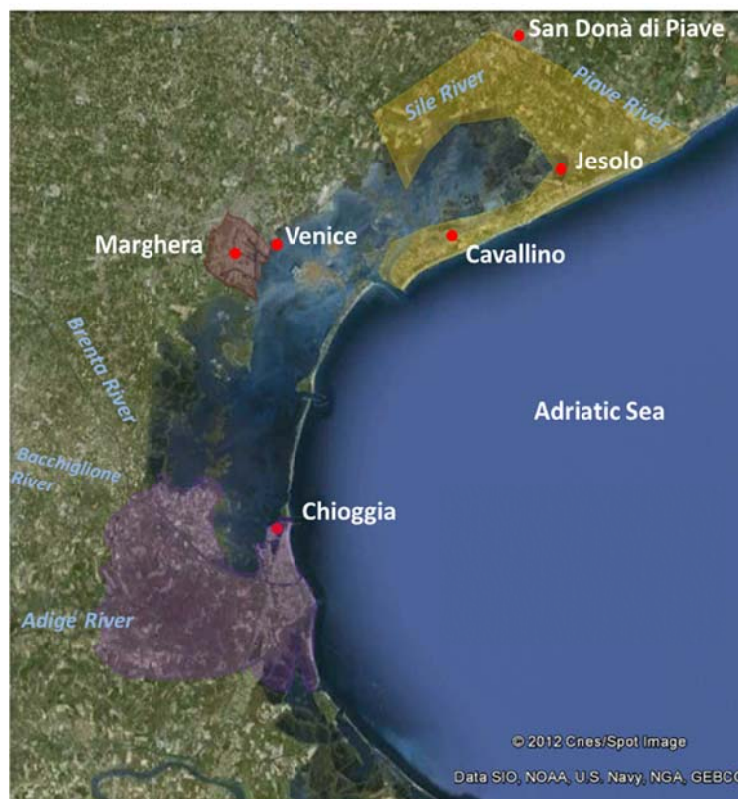 San Donà di Piave
Sile River
Piave River
Jesolo
Marghera
Venice
Cavallino
Brenta River
Adriatic Sea
Bacchiglione
River
Chioggia
Adige River
© 2012 Cnes/Spot Image
Data SIO, NOAA, U.S. Navy, NGA, GEBCO